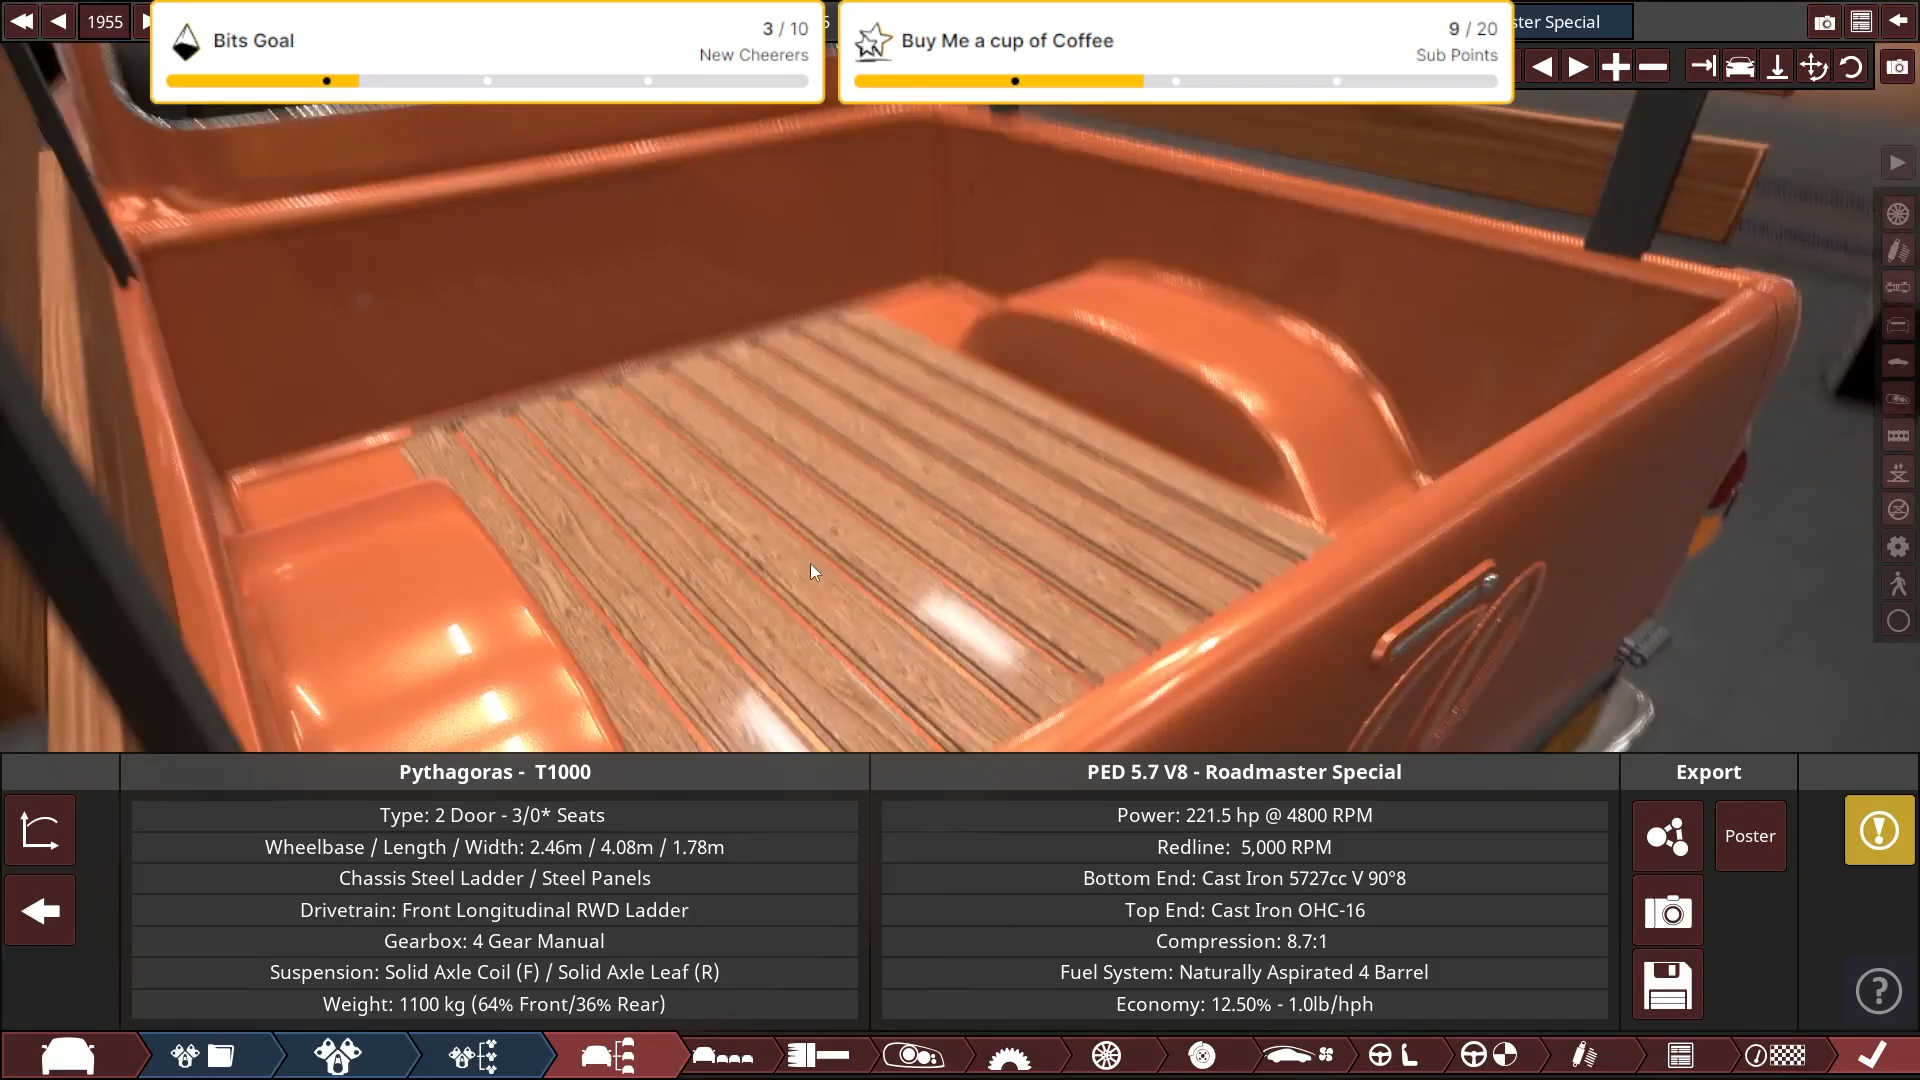 1955
Bits Goal
3 / 10
New Cheerers
5
Buy Me a cup of Coffee
9 / 20
Sub Points
ster Special
Pythagoras - T1000
Type: 2 Door - 3/0* Seats
Wheelbase / Length / Width: 2.46m / 4.08m / 1.78m
Chassis Steel Ladder / Steel Panels
Drivetrain: Front Longitudinal RWD Ladder
Gearbox: 4 Gear Manual
Suspension: Solid Axle Coil (F) / Solid Axle Leaf (R)
Weight: 1100 kg (64% Front/36% Rear)
PED 5.7 V8 - Roadmaster Special
Power: 221.5 hp @ 4800 RPM
Redline: 5,000 RPM
Bottom End: Cast Iron 5727cc V 90°8
Top End: Cast Iron OHC-16
Compression: 8.7:1
Fuel System: Naturally Aspirated 4 Barrel
Economy: 12.50% - 1.0lb/hph
Export
Poster